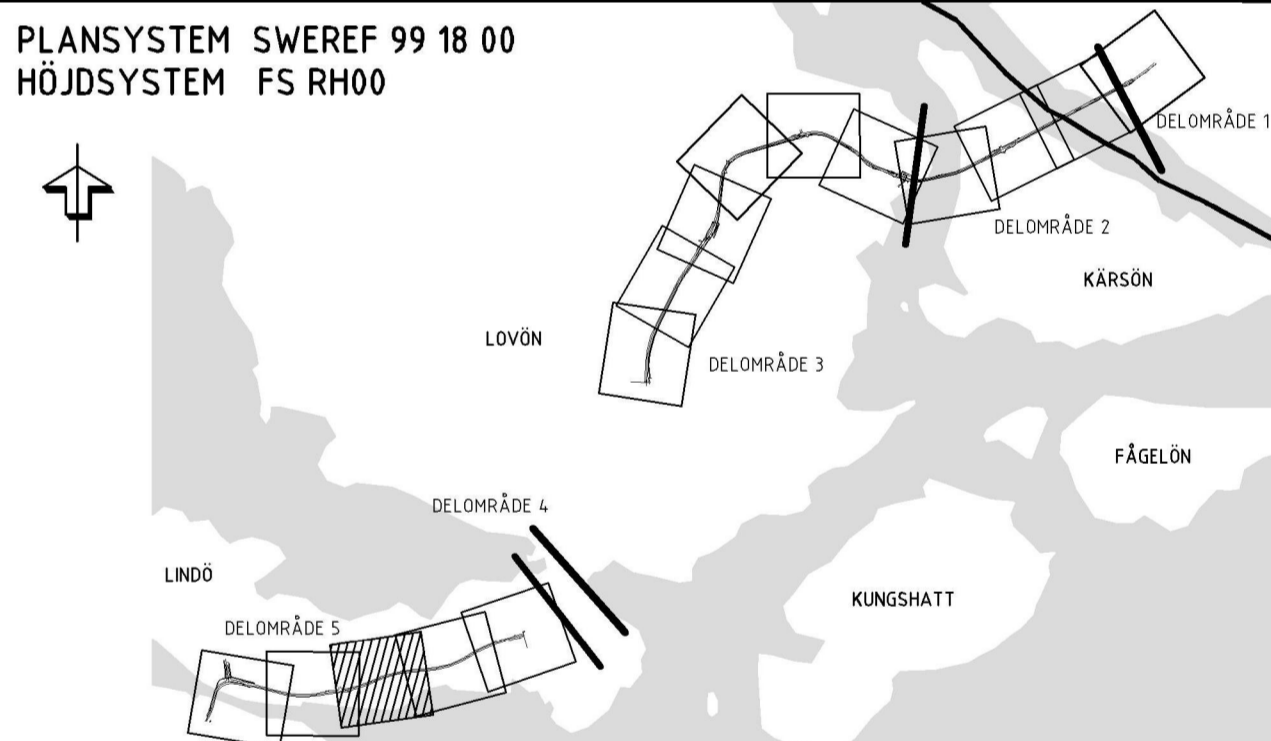 PLANSYSTEM SWEREF 99 18 00
HÖJDSYSTEM FS RH00
DELOMRÅDE 1
DELOMRÅDE 2
KÄRSÖN
LOVÖN
DELOMRÅDE 3
FÅGELÖN
DELOMRÅDE 4
LINDÖ
KUNGSHATT
DELOMRÅDE 5